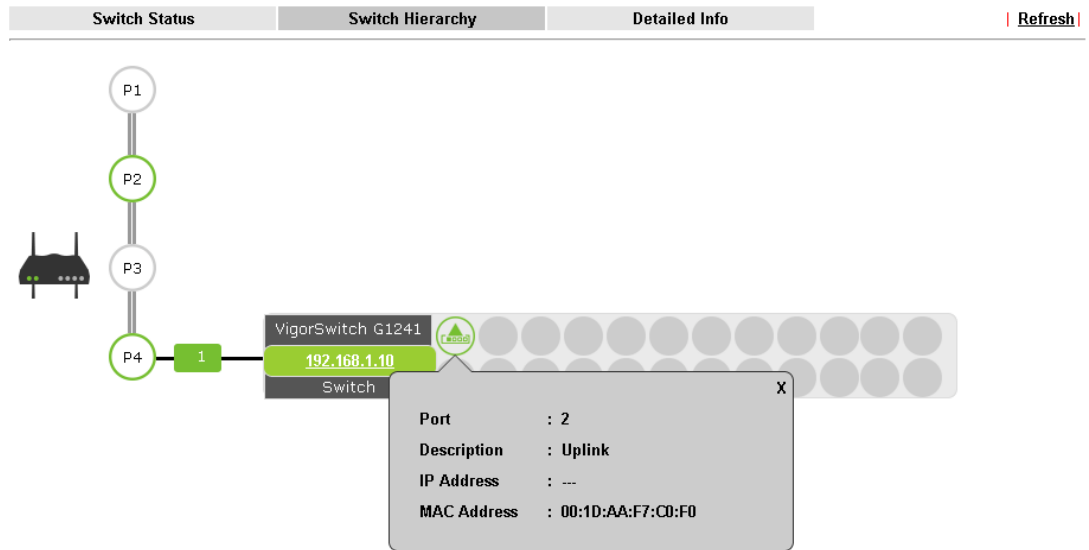 Switch Status Switch Hierarchy Detailed Info | Refresh |
P1
P2
P3
P4 1
VigorSwitch G1241
192.168.1.10
Switch
X
Port : 2
Description : Uplink
IP Address : ---
MAC Address : 00:1D:AA:F7:C0:F0